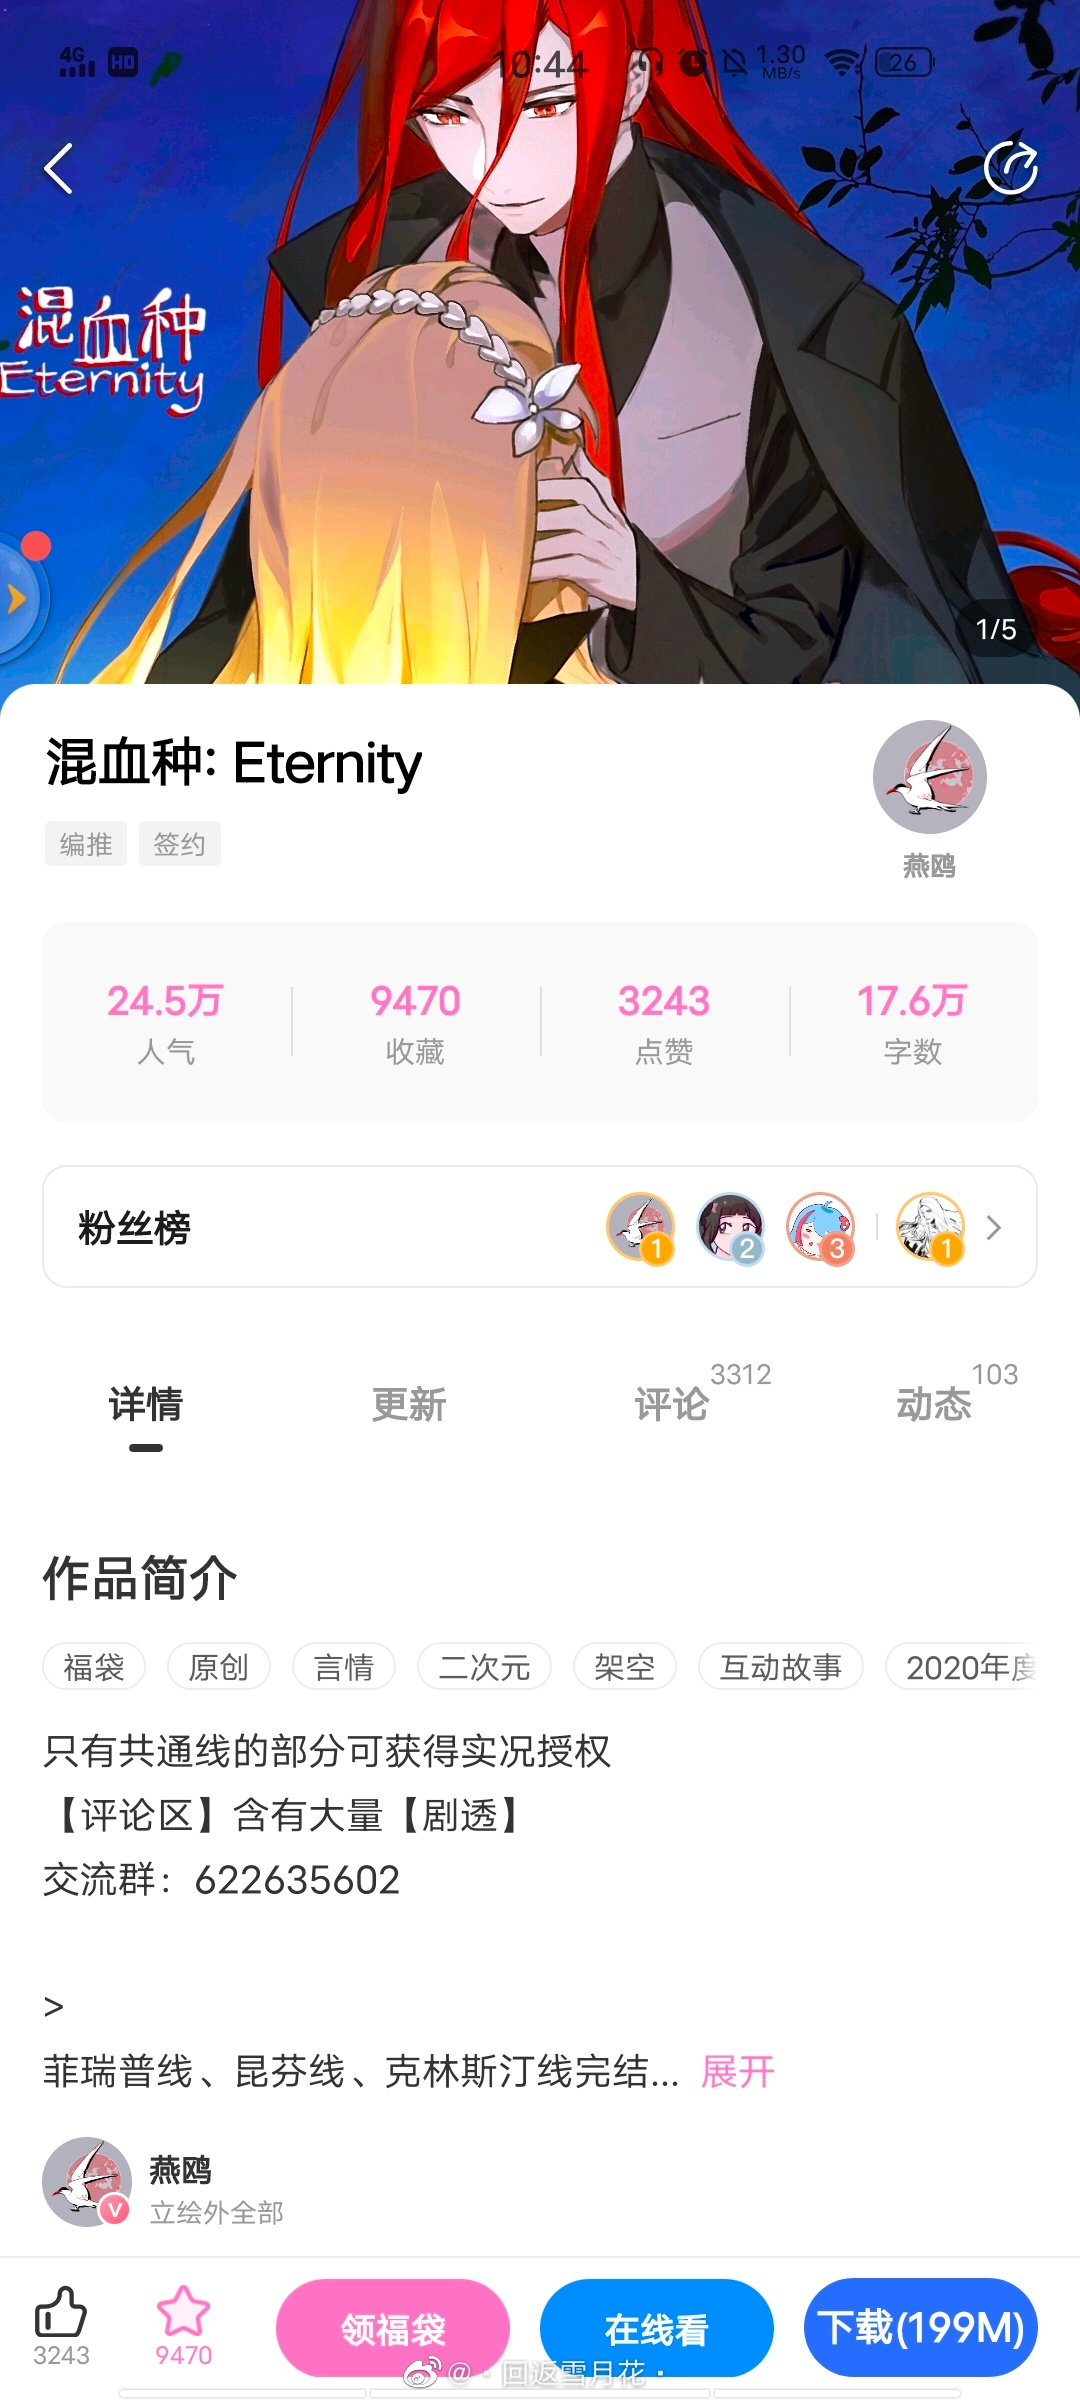 4G HD 10:44 1.30 MB/s 26
混血种
Eternity
1/5
混血种: Eternity
编推 签约
燕鸥
24.5万 9470 3243 17.6万
人气 收藏 点赞 字数
粉丝榜 1 2 3 1
3312 103
详情 更新 评论 动态
作品简介
福袋 原创 言情 二次元 架空 互动故事 2020年度
只有共通线的部分可获得实况授权
【评论区】含有大量【剧透】
交流群：622635602
>
菲瑞普线、昆芬线、克林斯汀线完结... 展开
燕鸥
V
立绘外全部
领福袋 在线看 下载(199M)
3243 9470
@·回返雪月花·